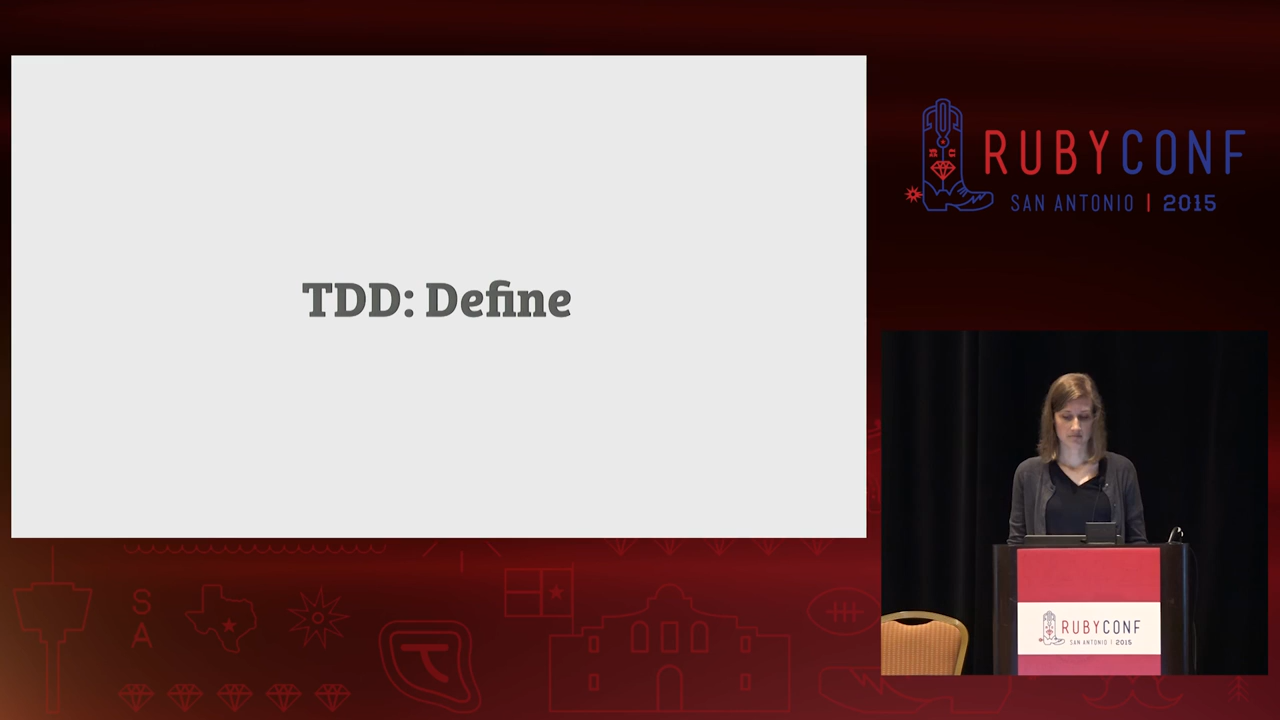 TDD: Define
RUBYCONF
SAN ANTONIO | 2015
S
A
RUBYCONF
SAN ANTONIO | 2015